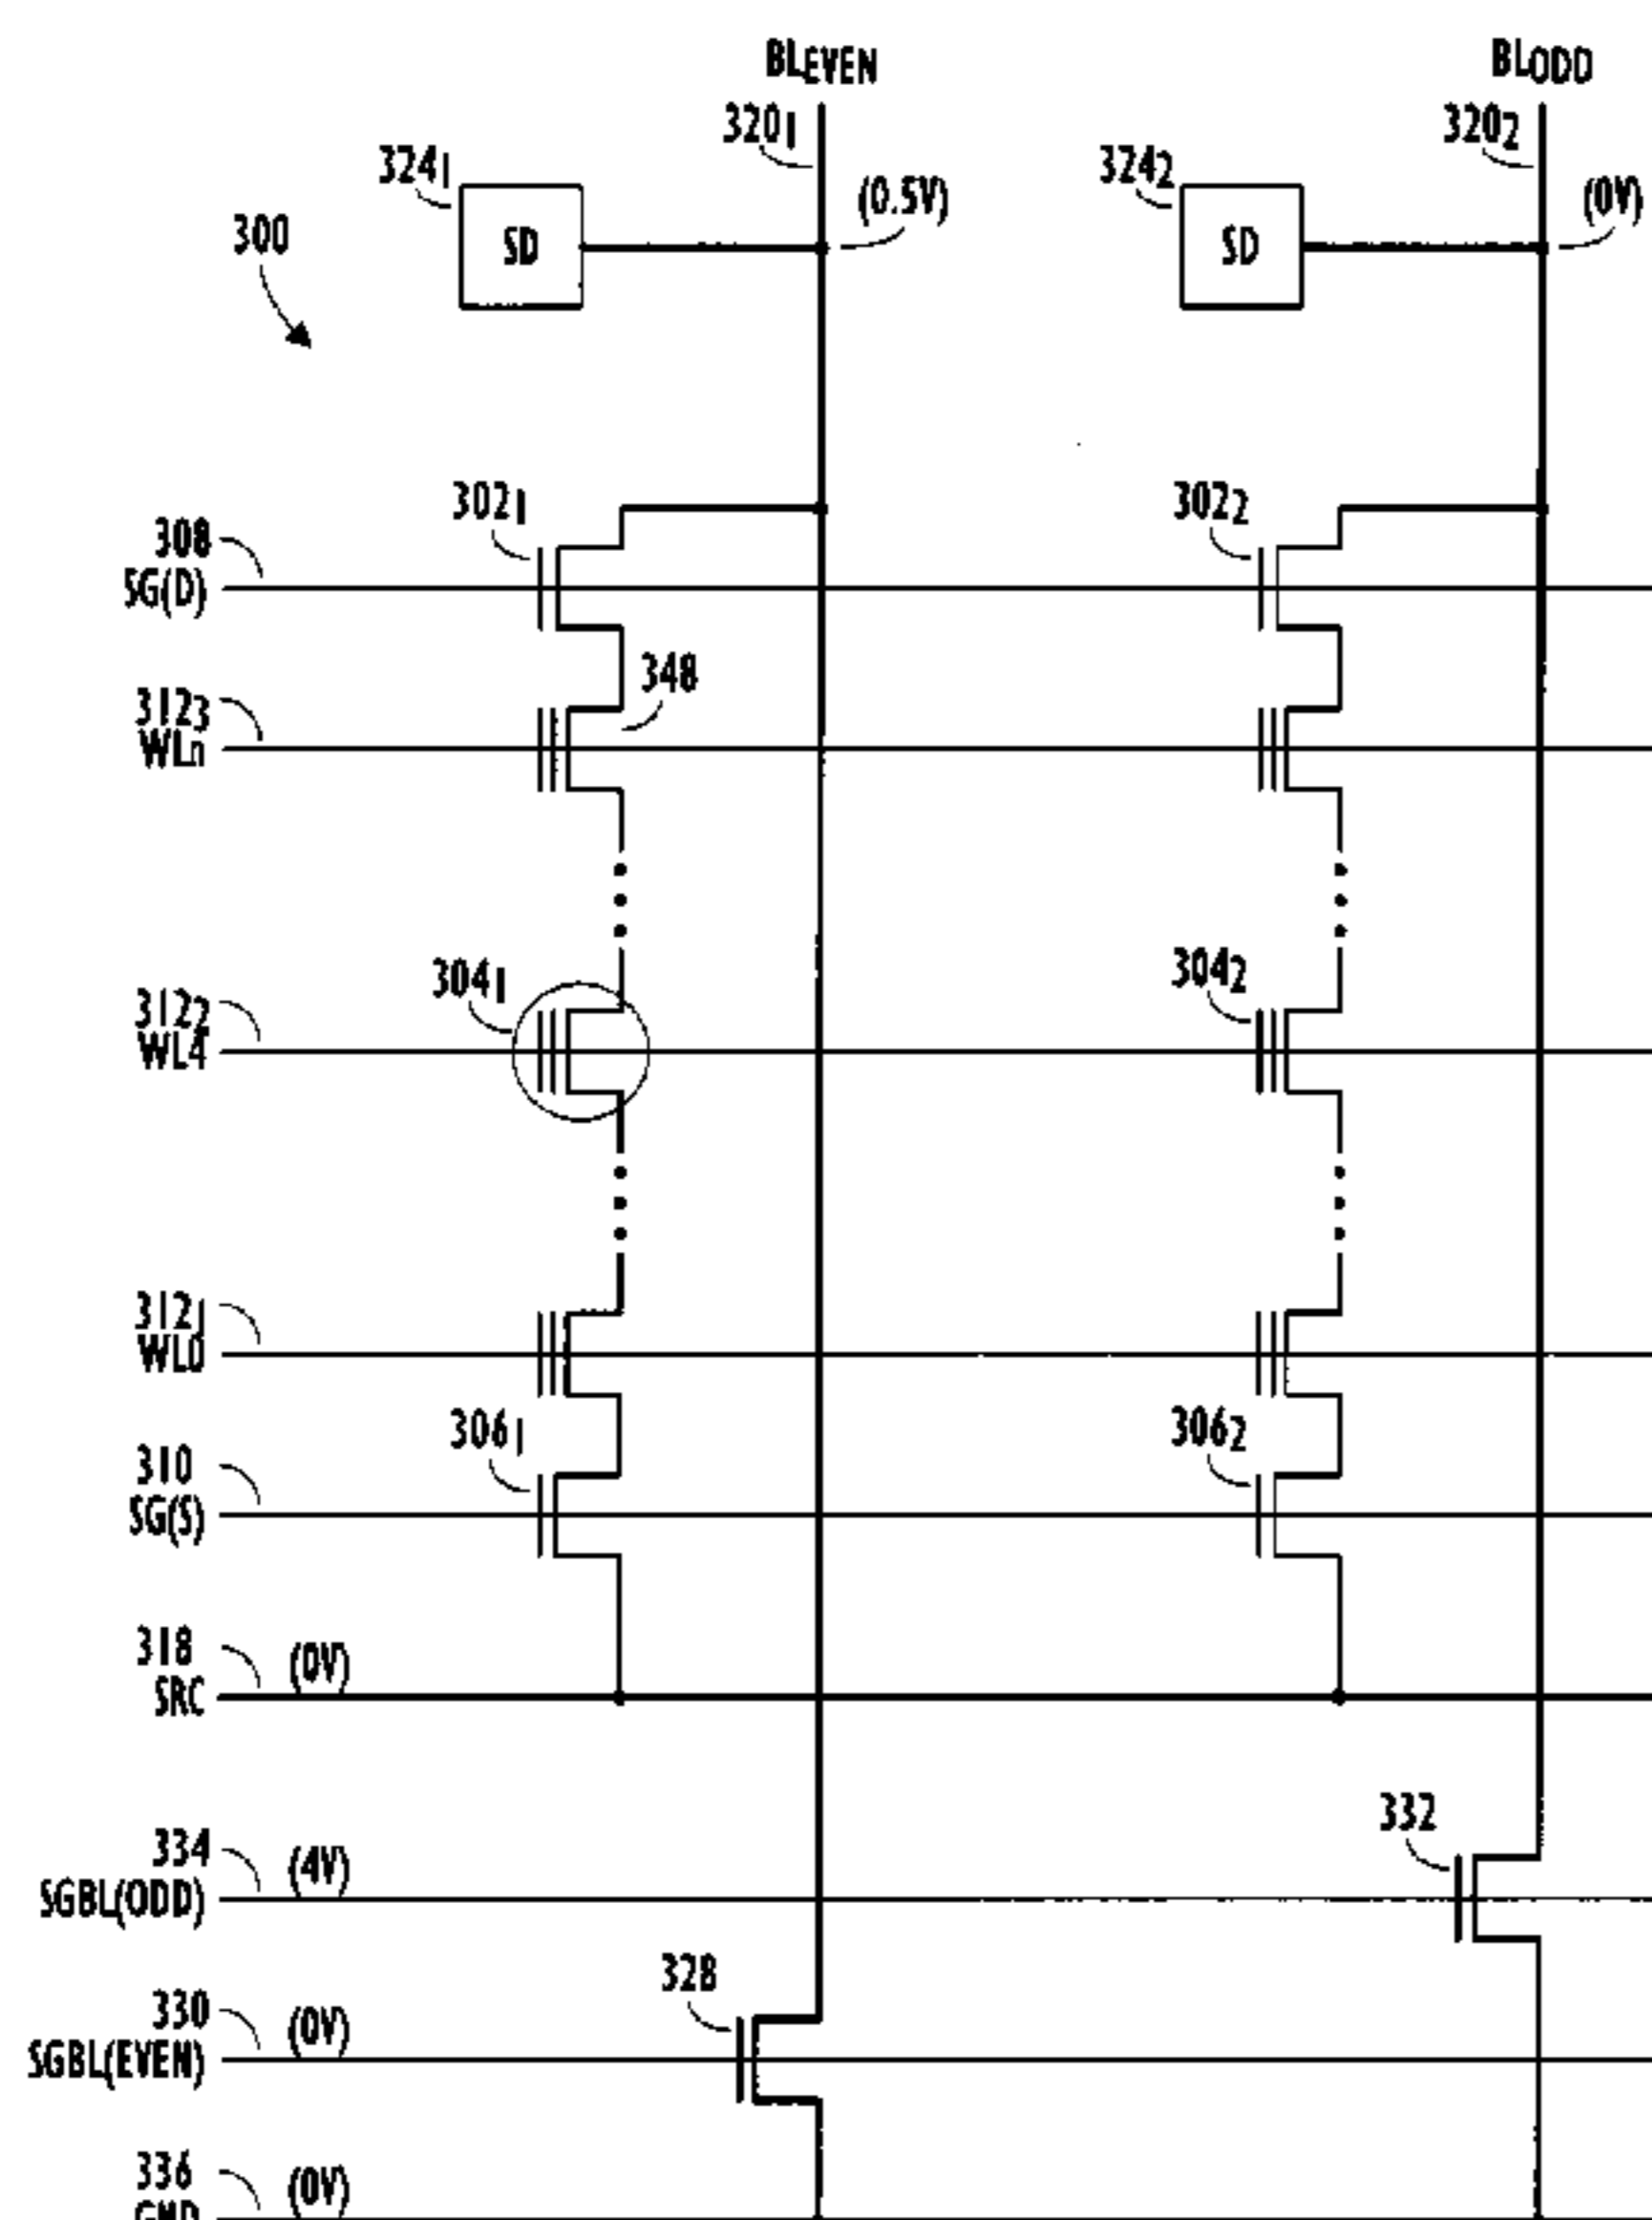 BLEVEN
BLODD
3201
3202
3241
3242
(0.5V)
(0V)
SD
SD
300
3021
3022
308
SG(D)
348
3123
WLn
3041
3042
3122
WL4
3121
WL0
3061
3062
310
SG(S)
318
(0V)
SRC
332
334
(4V)
SGBL(ODD)
328
330
(0V)
SGBL(EVEN)
336
(0V)
GND